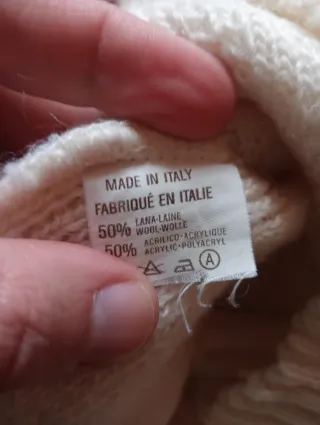 MADE IN ITALY
FABRIQUÉ EN ITALIE
50% LANA-LAINE
WOOL-WOLLE
50% ACRILICO-ACRYLIQUE
ACRYLIC-POLYACRYL
A